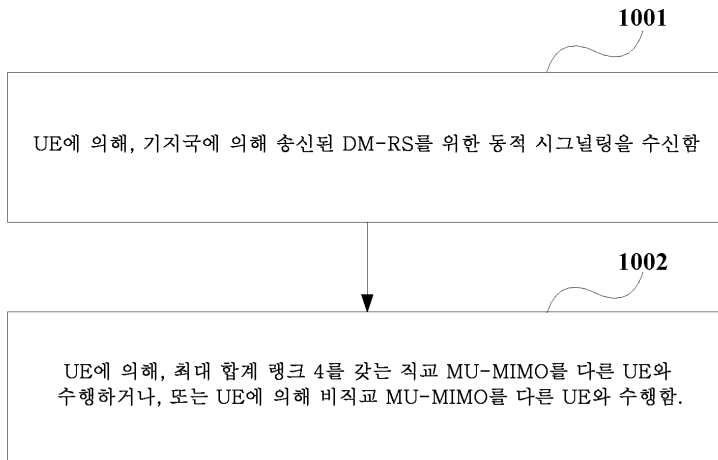 1001
UE에 의해, 기지국에 의해 송신된 DM-RS를 위한 동적 시그널링을 수신함
1002
UE에 의해, 최대 합계 랭크 4를 갖는 직교 MU-MIMO를 다른 UE와
수행하거나, 또는 UE에 의해 비직교 MU-MIMO를 다른 UE와 수행함.